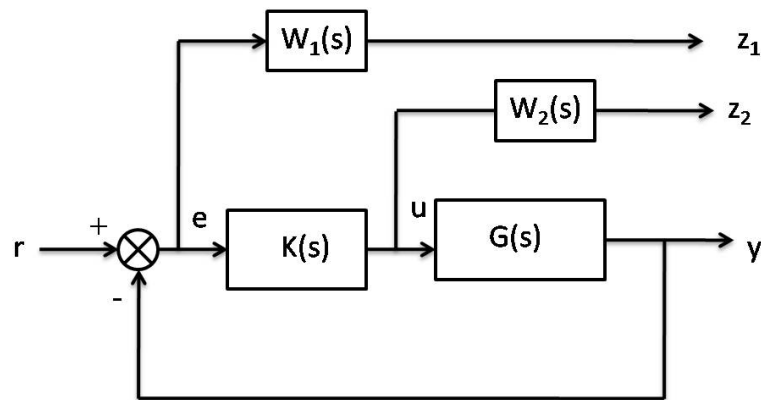 W₁(s)
z₁
W₂(s)
z₂
+
e
u
r
K(s)
G(s)
y
-